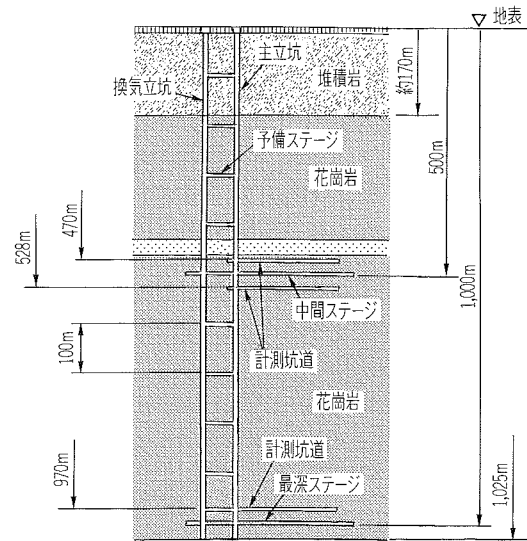 地表
主立坑
換気立坑
堆積岩
約170m
予備ステージ
500m
花崗岩
470m
528m
1,000m
中間ステージ
100m
計測坑道
花崗岩
計測坑道
970m
最深ステージ
1,025m